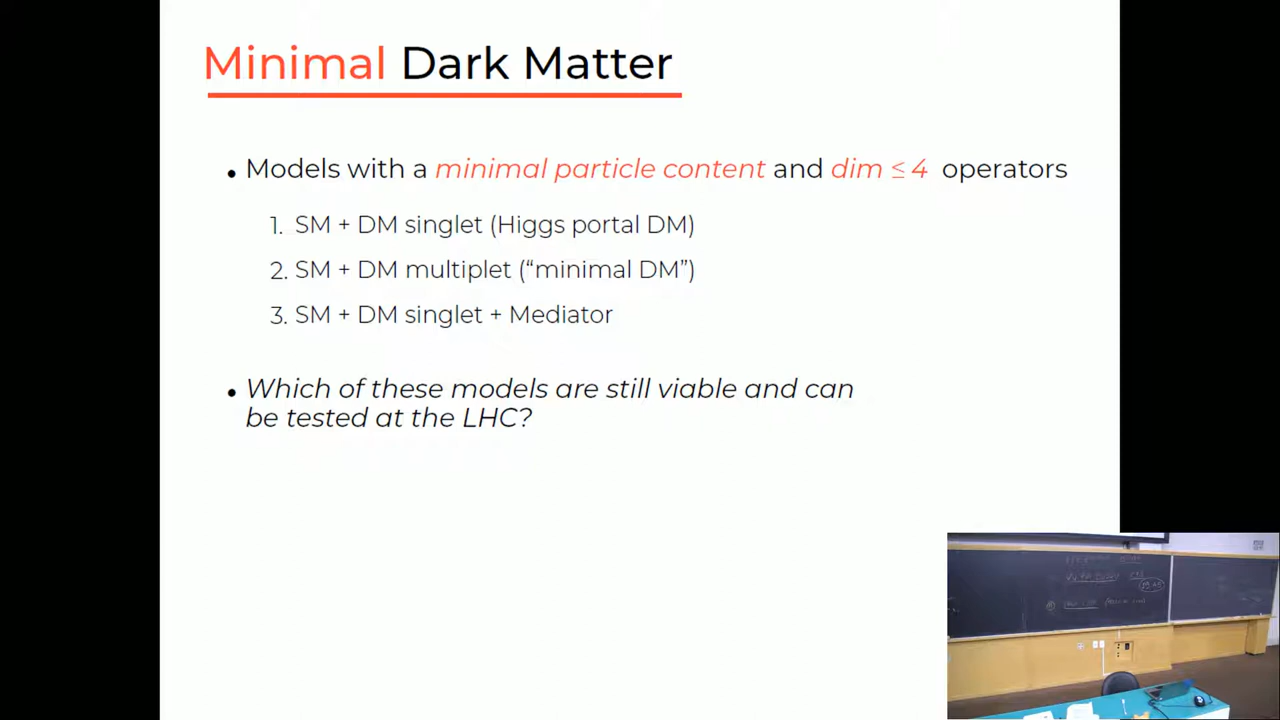 Minimal Dark Matter
• Models with a minimal particle content and dim ≤ 4 operators
1. SM + DM singlet (Higgs portal DM)
2. SM + DM multiplet (“minimal DM”)
3. SM + DM singlet + Mediator
• Which of these models are still viable and can
be tested at the LHC?